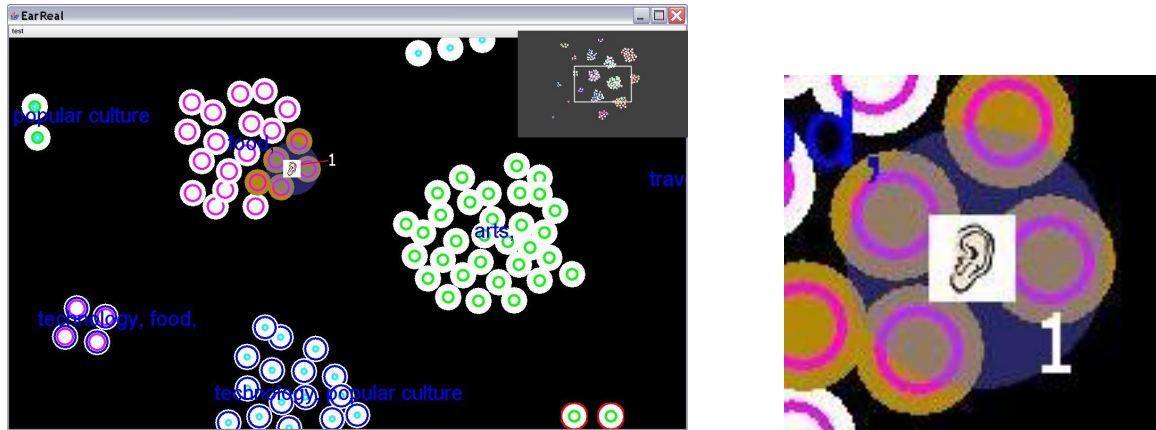 EarReal
test
popular culture
food,
1
trav
arts,
technology, food,
technology, popular culture
d,
1